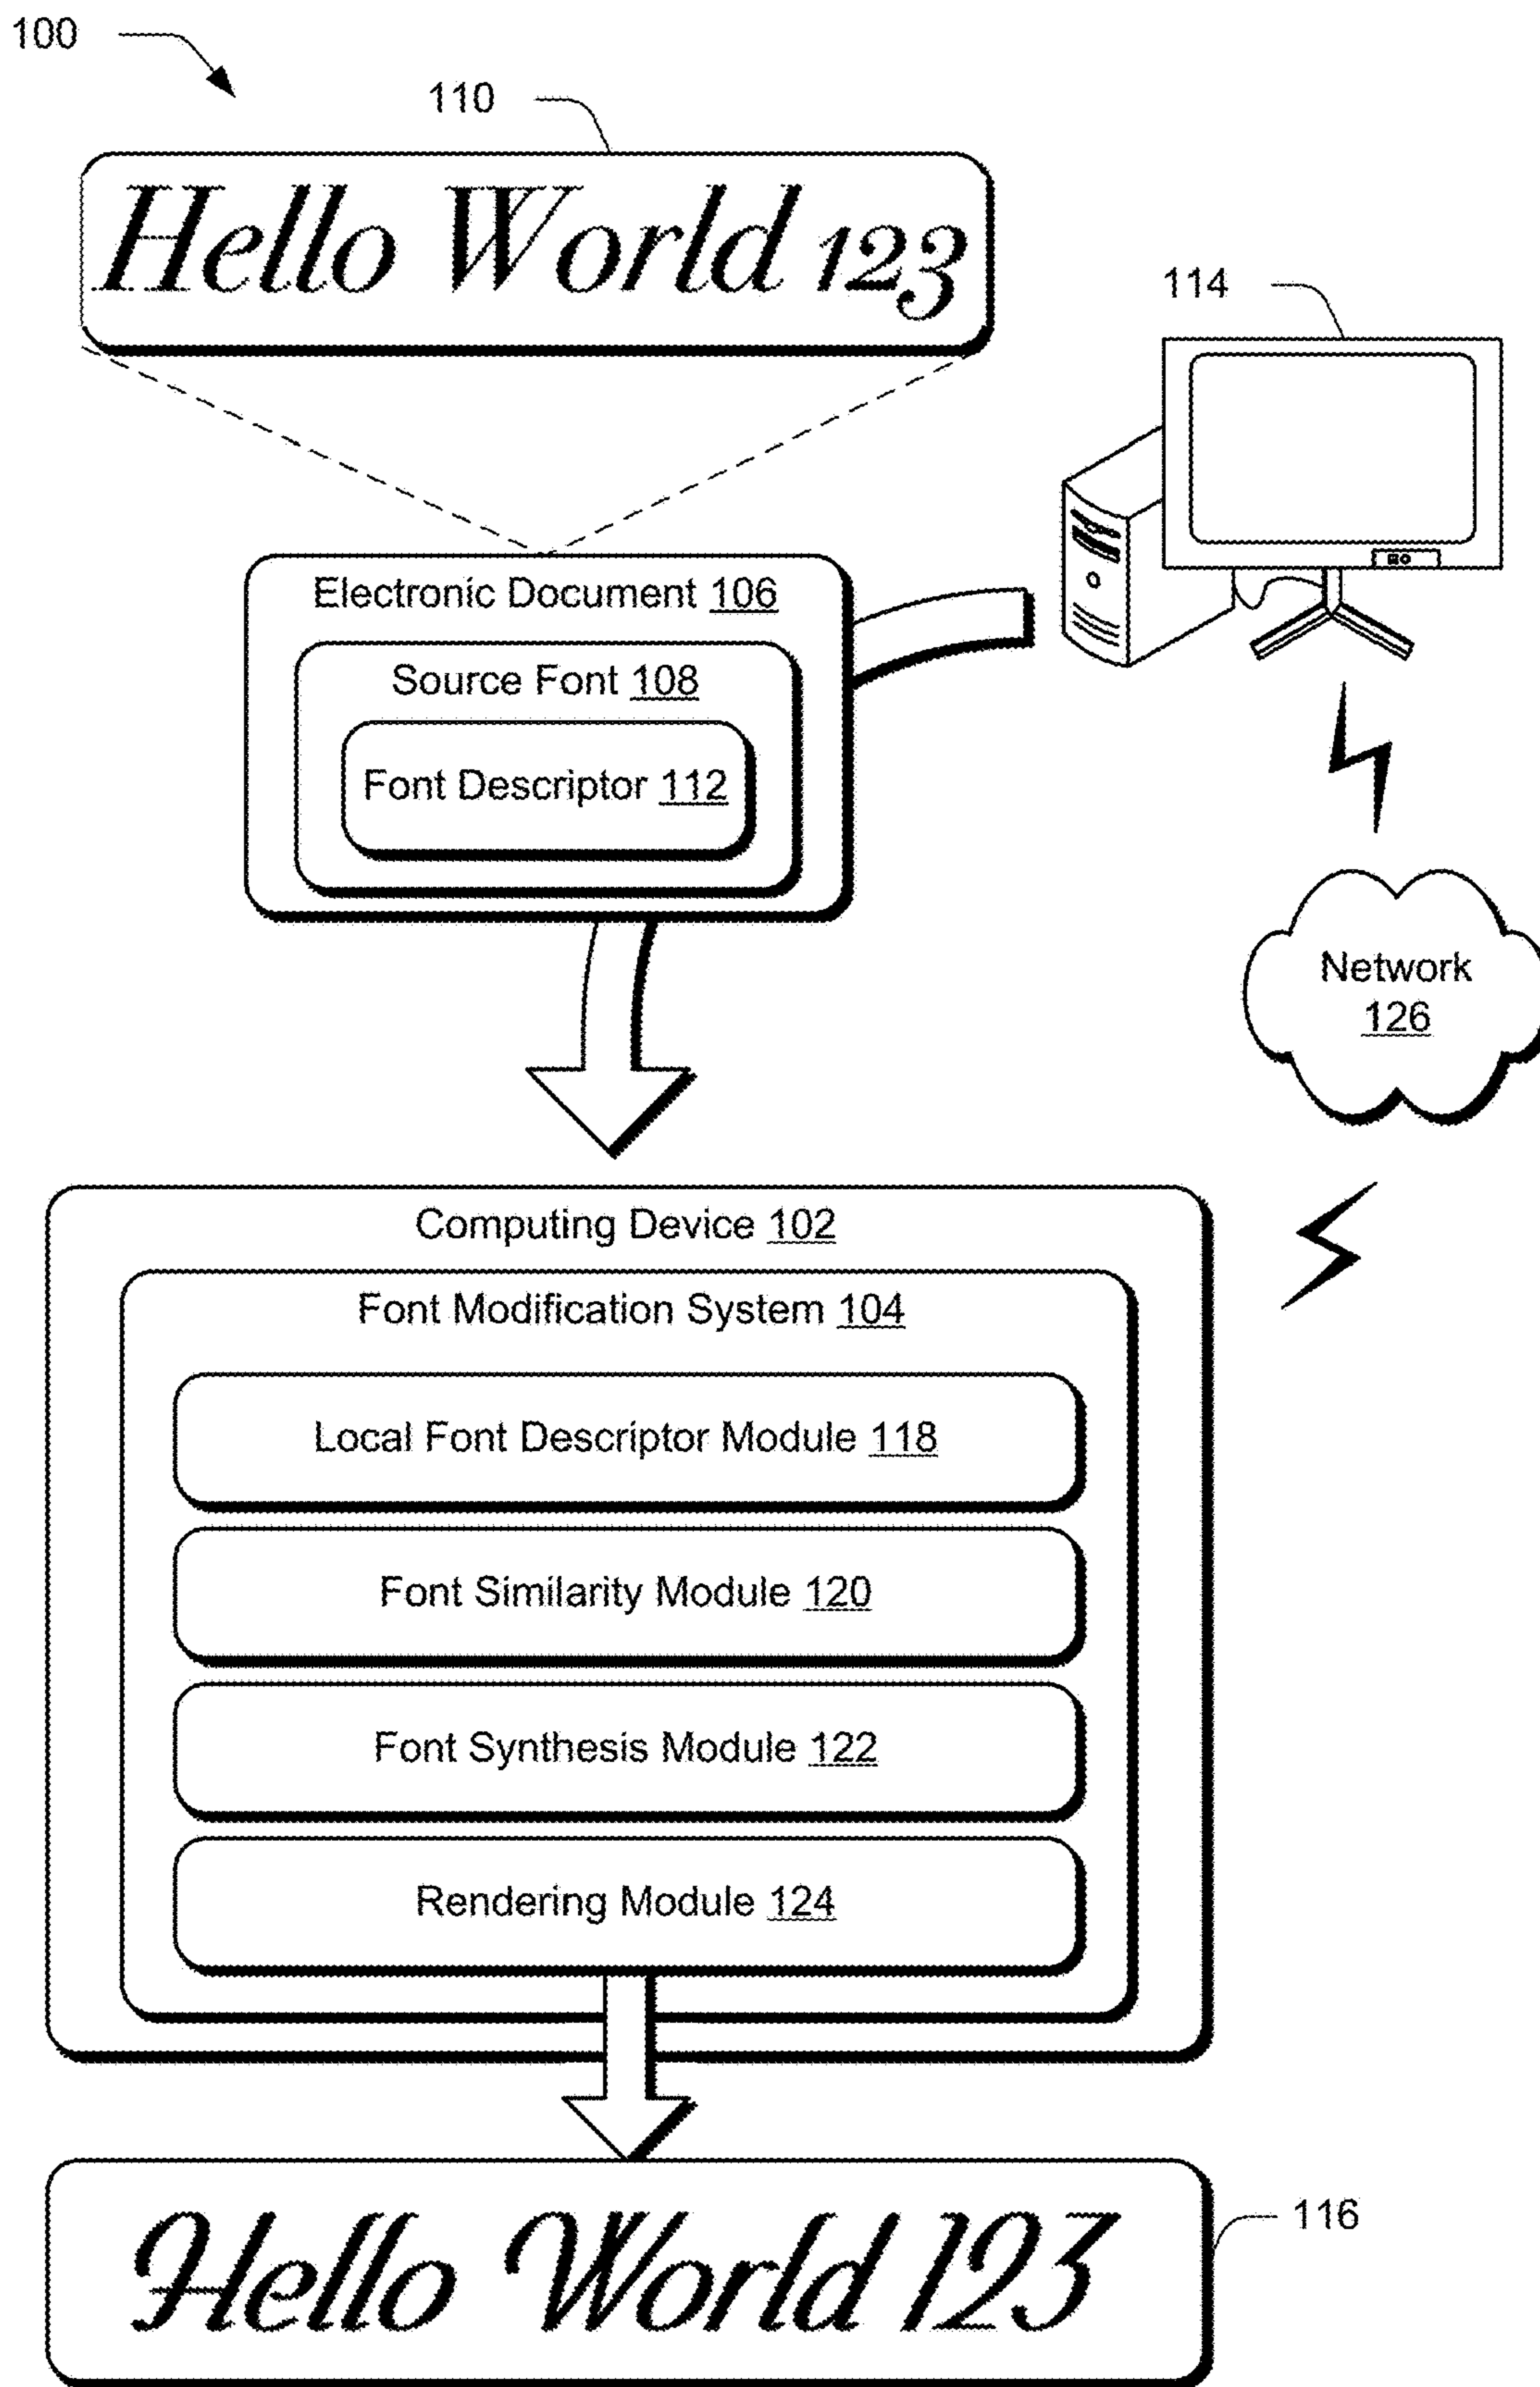 100
110
Hello World 123
114
Electronic Document 106
Source Font 108
Font Descriptor 112
Network
126
Computing Device 102
Font Modification System 104
Local Font Descriptor Module 118
Font Similarity Module 120
Font Synthesis Module 122
Rendering Module 124
Hello World 123
116